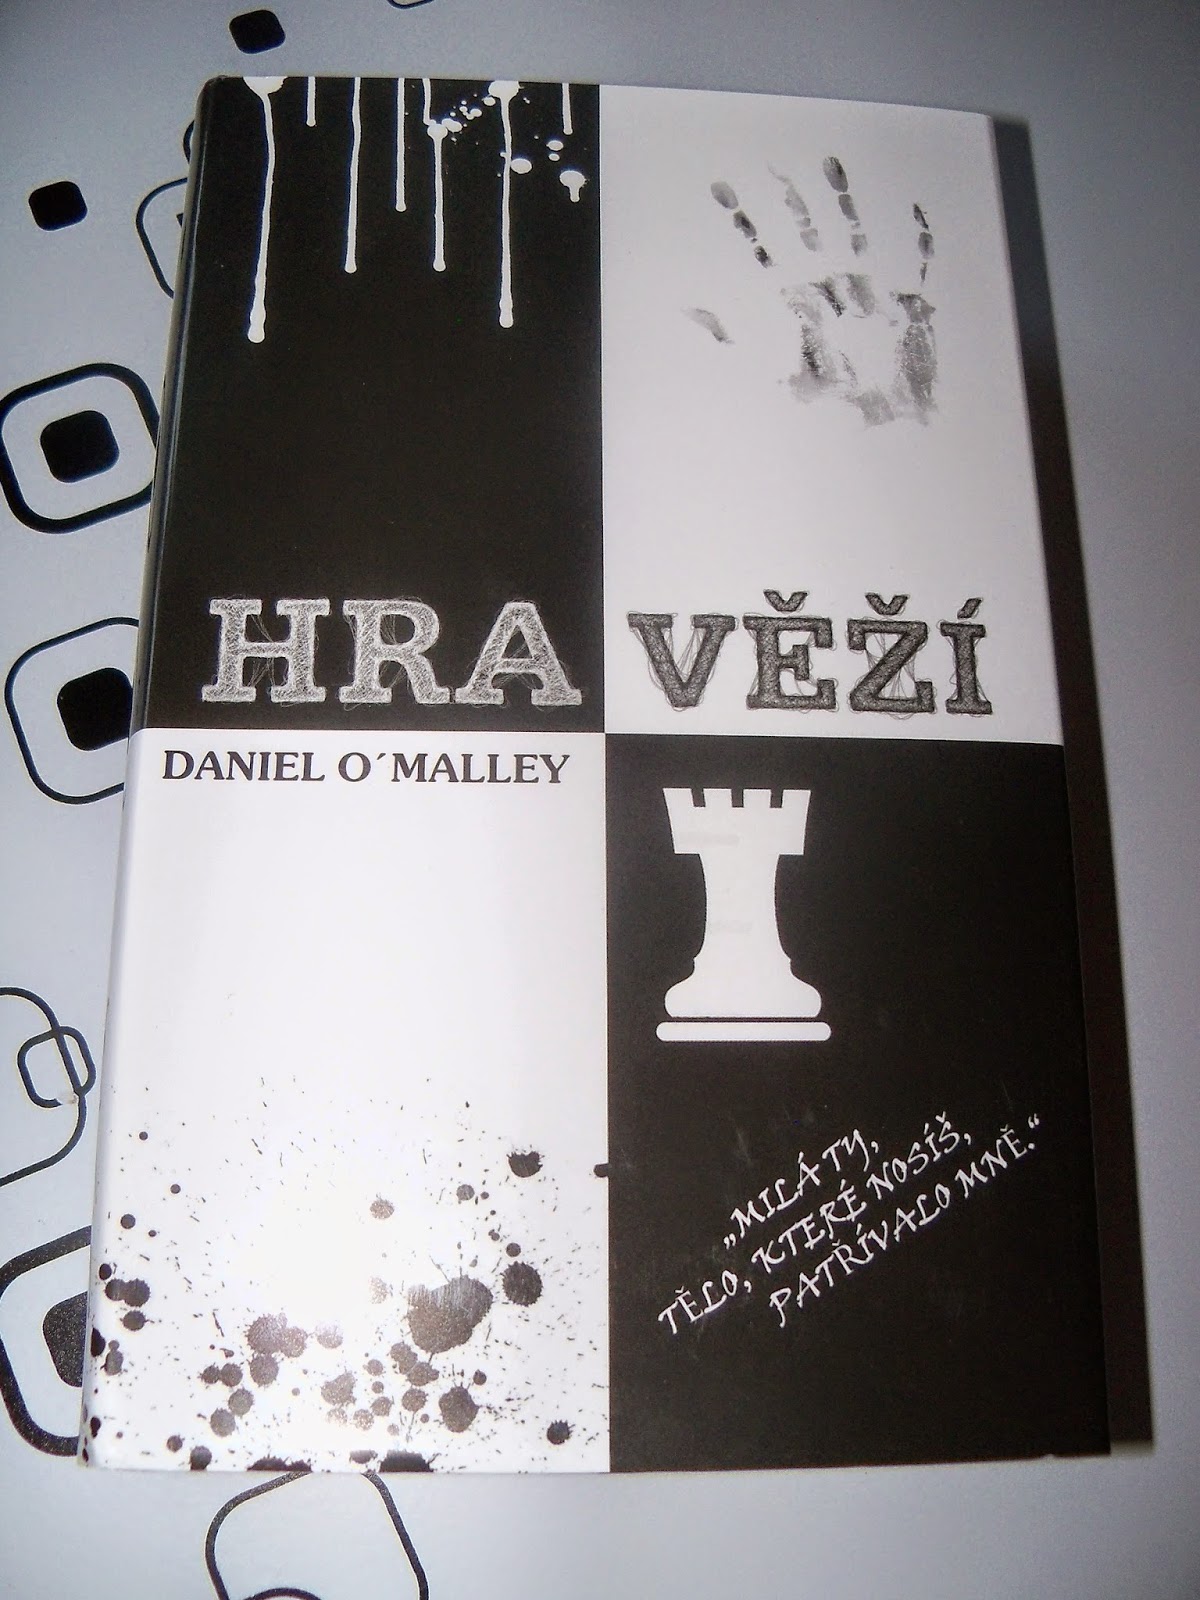 HRA VĚŽÍ
DANIEL O´MALLEY
„MILÁ TY,
TĚLO, KTERÉ NOSÍŠ,
PATŘÍVALO MNĚ.“